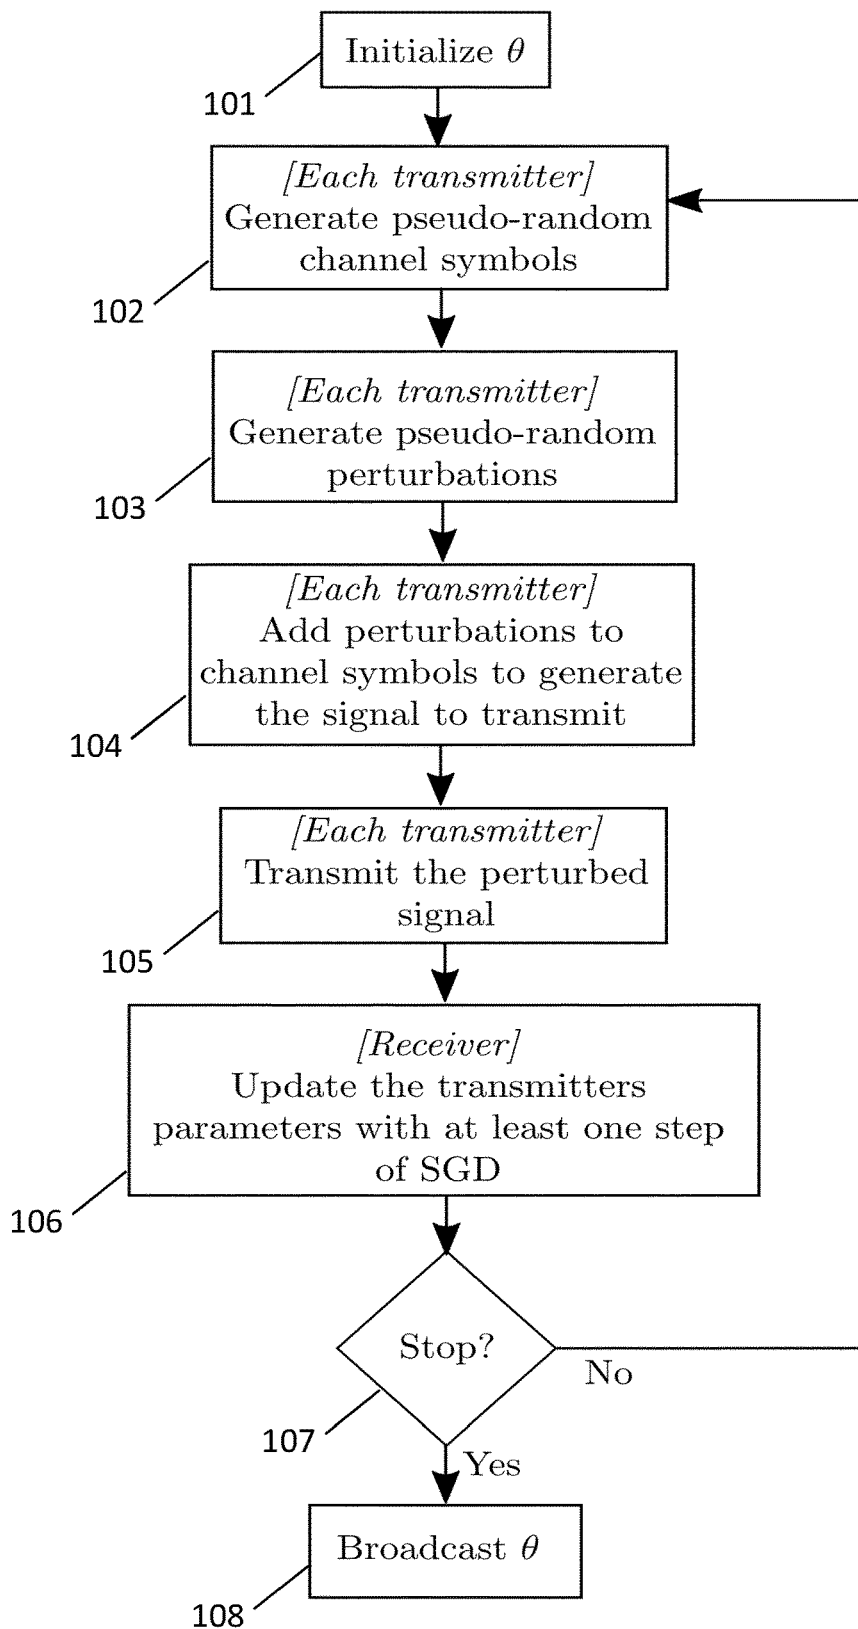 Initialize θ
101
[Each transmitter]
Generate pseudo-random
channel symbols
102
[Each transmitter]
Generate pseudo-random
perturbations
103
[Each transmitter]
Add perturbations to
channel symbols to generate
the signal to transmit
104
[Each transmitter]
Transmit the perturbed
signal
105
[Receiver]
Update the transmitters
parameters with at least one step
of SGD
106
Stop?
No
107
Yes
Broadcast θ
108